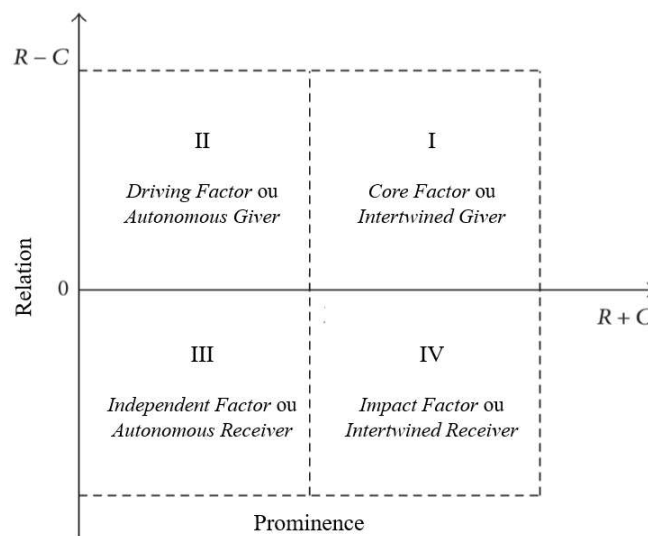 R – C
II
I
Driving Factor ou
Autonomous Giver
Core Factor ou
Intertwined Giver
Relation
0
R + C
III
IV
Independent Factor ou
Autonomous Receiver
Impact Factor ou
Intertwined Receiver
Prominence